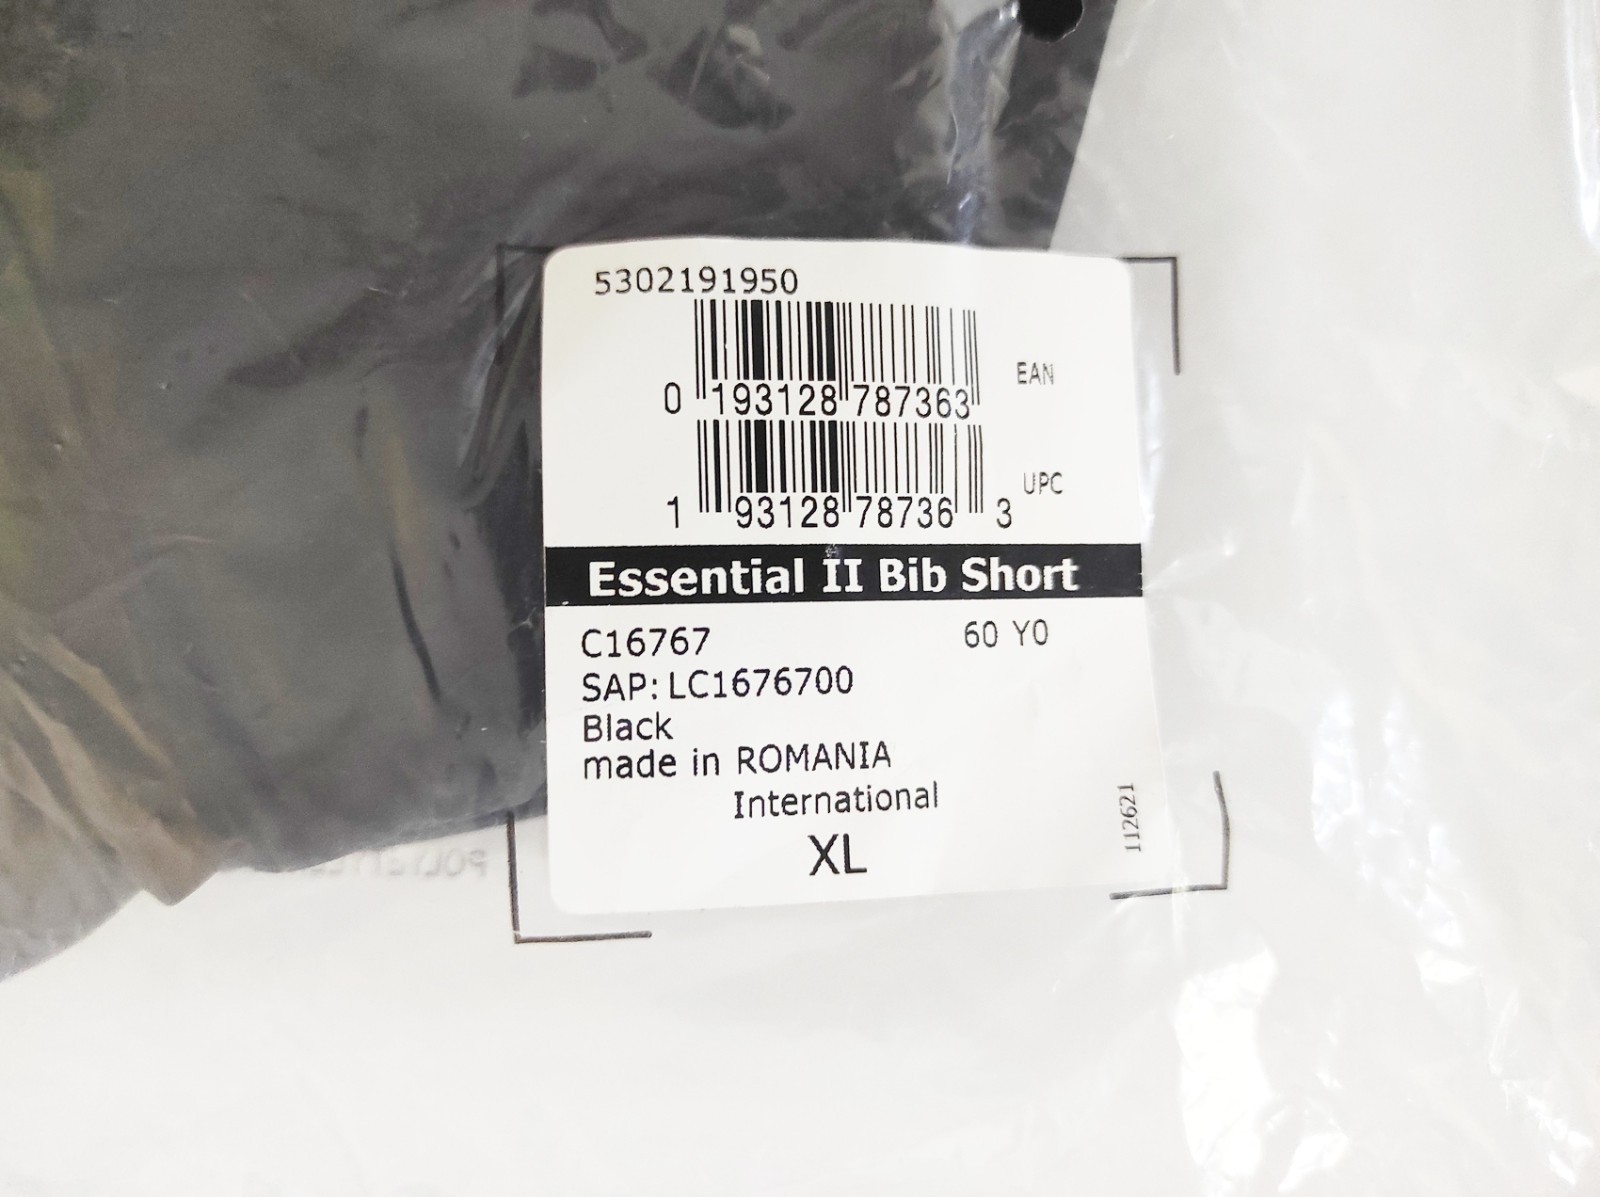 5302191950
0 193128 787363 EAN
1 93128 78736 3 UPC
Essential II Bib Short
C16767 60 Y0
SAP: LC1676700
Black
made in ROMANIA
International
XL
112621